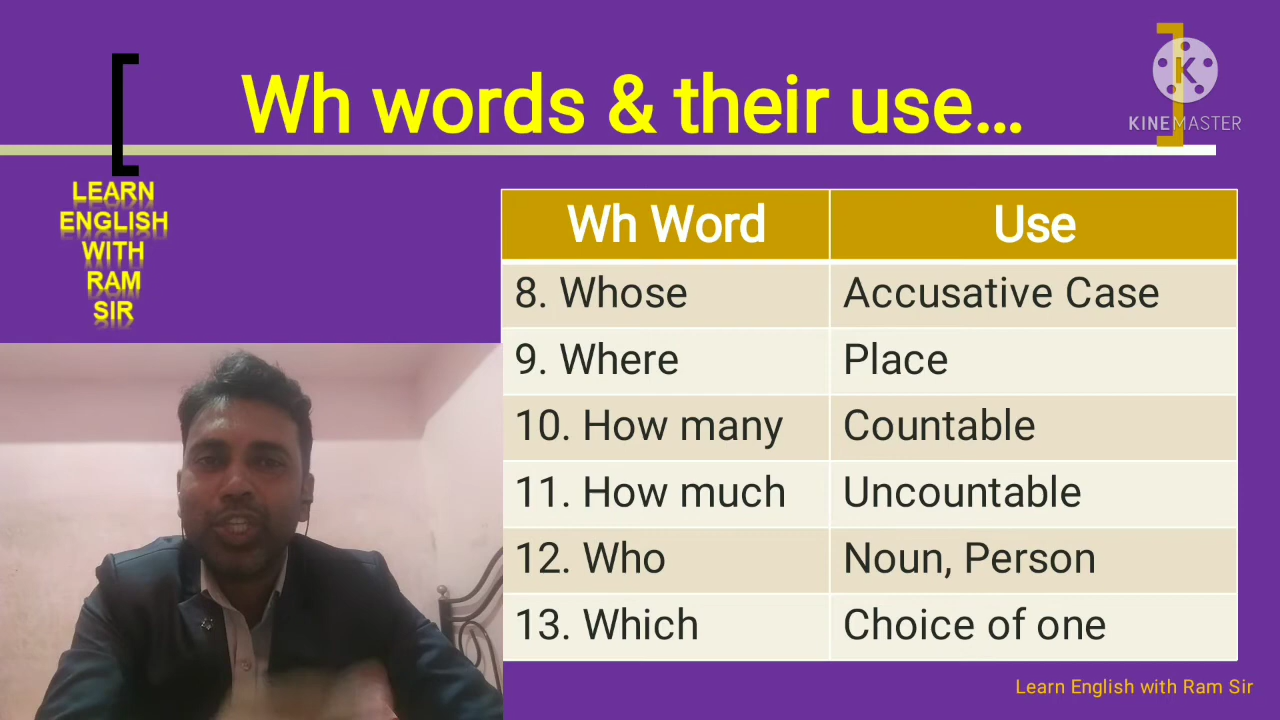 Wh words & their use...
KINEMASTER
LEARN
ENGLISH
WITH
RAM
SIR
Wh Word Use
8. Whose Accusative Case
9. Where Place
10. How many Countable
11. How much Uncountable
12. Who Noun, Person
13. Which Choice of one
Learn English with Ram Sir